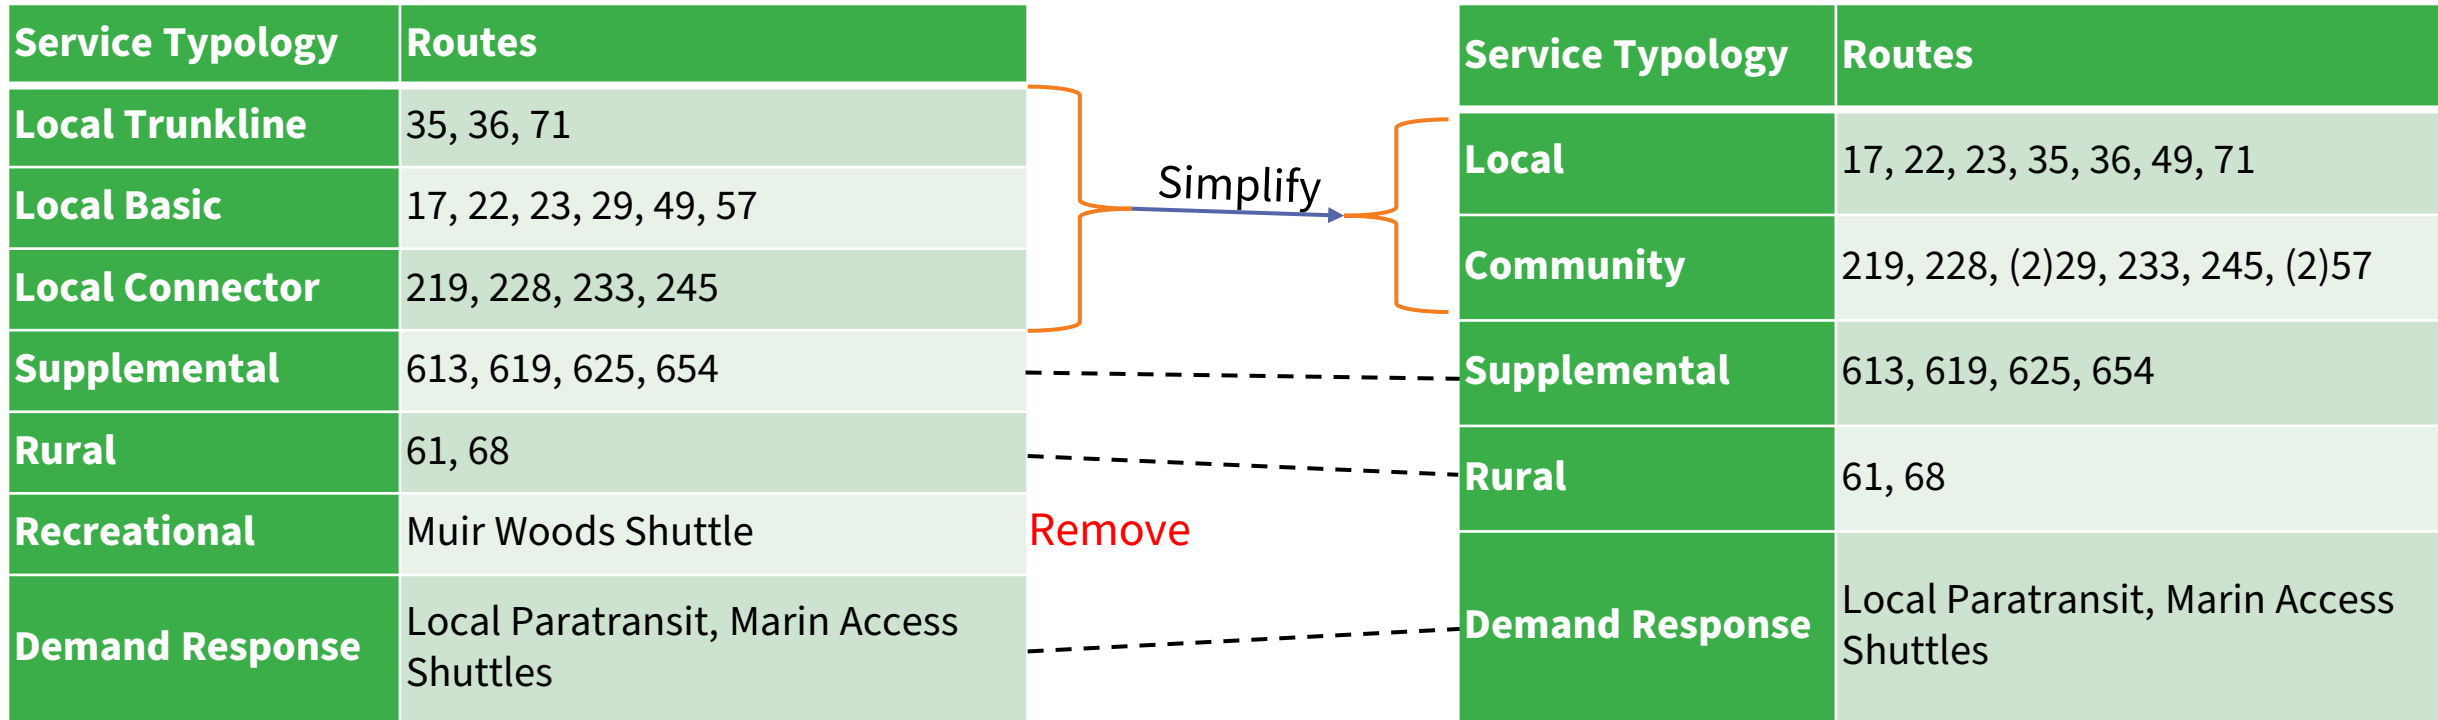 Service Typology Routes
Local Trunkline 35, 36, 71
Local Basic 17, 22, 23, 29, 49, 57
Local Connector 219, 228, 233, 245
Supplemental 613, 619, 625, 654
Rural 61, 68
Recreational Muir Woods Shuttle
Demand Response Local Paratransit, Marin Access
Shuttles
Simplify
Remove
Service Typology Routes
Local 17, 22, 23, 35, 36, 49, 71
Community 219, 228, (2)29, 233, 245, (2)57
Supplemental 613, 619, 625, 654
Rural 61, 68
Demand Response Local Paratransit, Marin Access
Shuttles